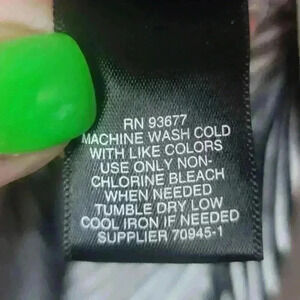 RN 93677
MACHINE WASH COLD
WITH LIKE COLORS
USE ONLY NON-
CHLORINE BLEACH
WHEN NEEDED
TUMBLE DRY LOW
COOL IRON IF NEEDED
SUPPLIER 70945-1